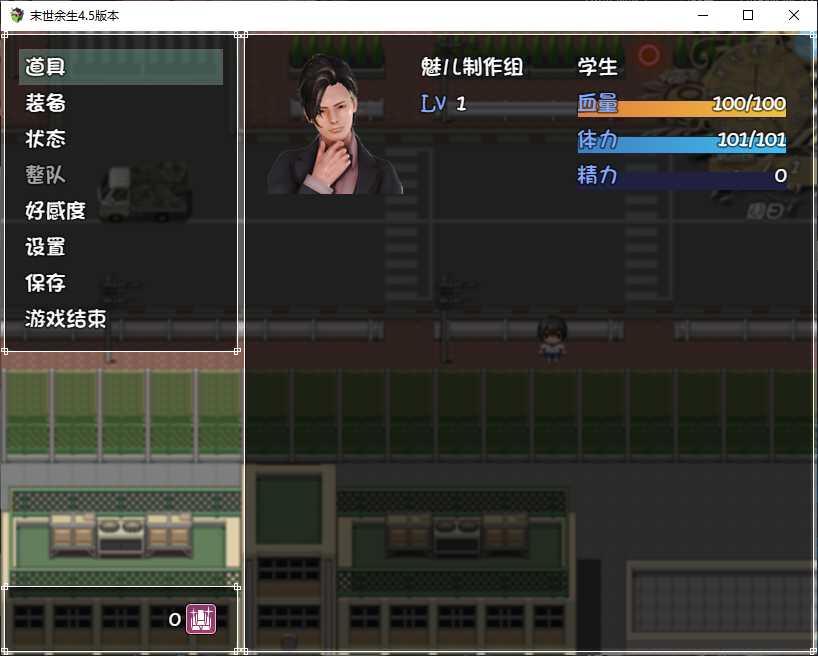 末世余生4.5版本
道具
装备
状态
整队
好感度
设置
保存
游戏结束
魅儿制作组 学生
LV 1
血量 100/100
体力 101/101
精力 0
周日
0